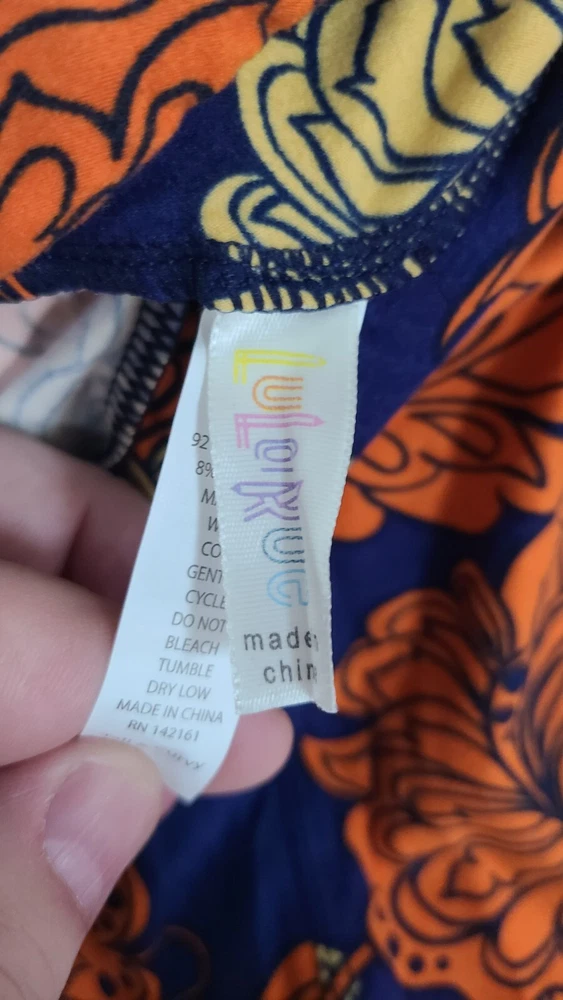 LuLaRoe
made
chin
92
8%
M
W
CO
GENT
CYCLE
DO NOT
BLEACH
TUMBLE
DRY LOW
MADE IN CHINA
RN 142161